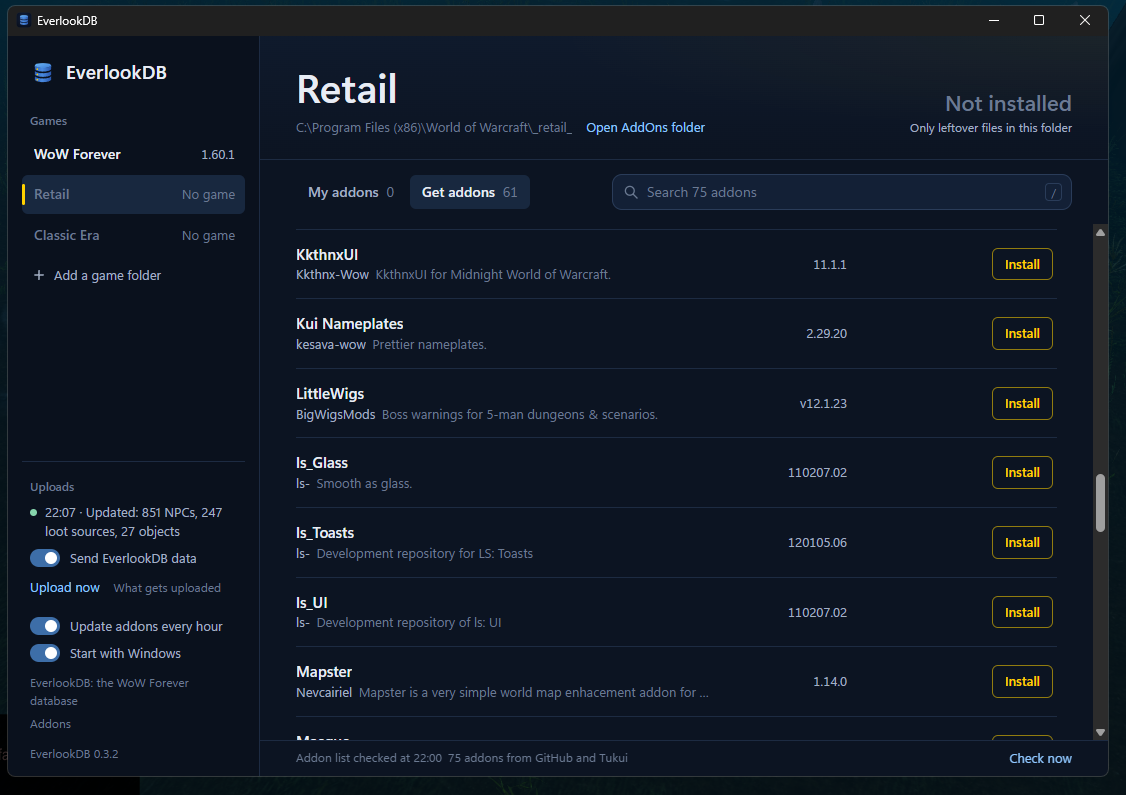 EverlookDB
EverlookDB
Games
WoW Forever 1.60.1
Retail No game
Classic Era No game
+ Add a game folder
Uploads
22:07 · Updated: 851 NPCs, 247
loot sources, 27 objects
Send EverlookDB data
Upload now What gets uploaded
Update addons every hour
Start with Windows
EverlookDB: the WoW Forever
database
Addons
EverlookDB 0.3.2
Retail
C:\Program Files (x86)\World of Warcraft\_retail_ Open AddOns folder
Not installed
Only leftover files in this folder
My addons 0 Get addons 61
Search 75 addons /
KkthnxUI
Kkthnx-Wow KkthnxUI for Midnight World of Warcraft.
11.1.1
Install
Kui Nameplates
kesava-wow Prettier nameplates.
2.29.20
Install
LittleWigs
BigWigsMods Boss warnings for 5-man dungeons & scenarios.
v12.1.23
Install
ls_Glass
ls- Smooth as glass.
110207.02
Install
ls_Toasts
ls- Development repository for LS: Toasts
120105.06
Install
ls_UI
ls- Development repository of ls: UI
110207.02
Install
Mapster
Nevcairiel Mapster is a very simple world map enhacement addon for ...
1.14.0
Install
Addon list checked at 22:00 75 addons from GitHub and Tukui
Check now